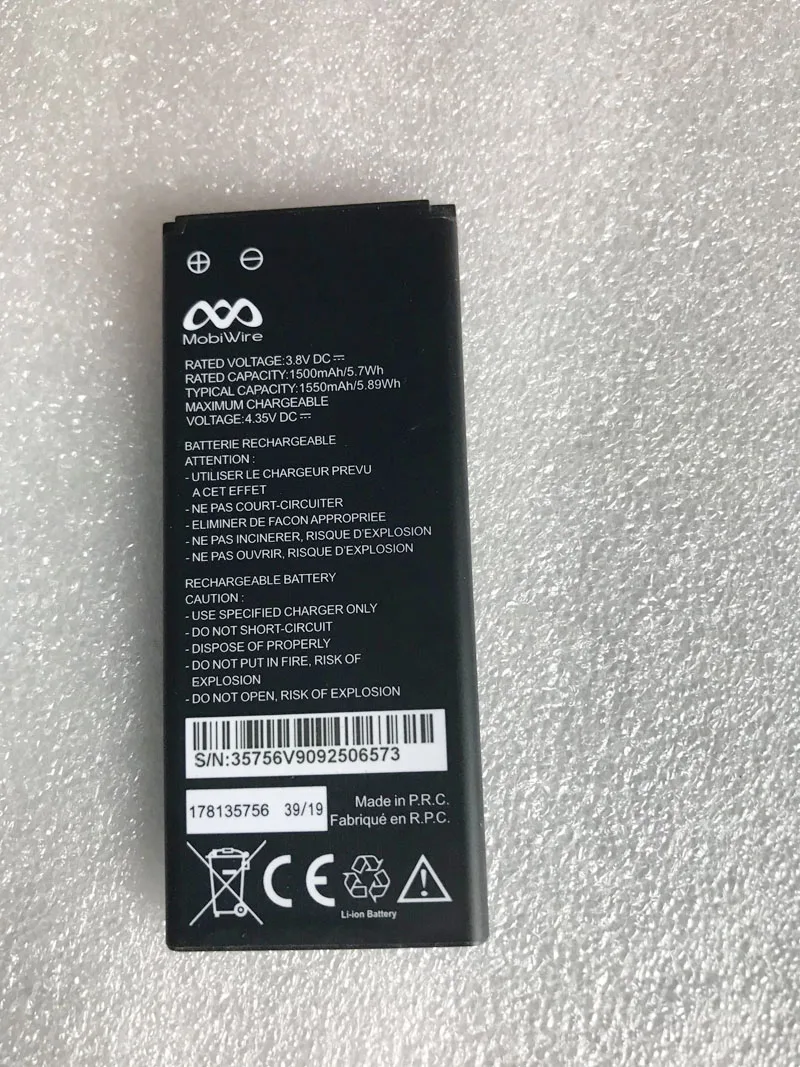 MobiWire
RATED VOLTAGE:3.8V DC
RATED CAPACITY:1500mAh/5.7Wh
TYPICAL CAPACITY:1550mAh/5.89Wh
MAXIMUM CHARGEABLE
VOLTAGE:4.35V DC
BATTERIE RECHARGEABLE
ATTENTION :
- UTILISER LE CHARGEUR PREVU
A CET EFFET
- NE PAS COURT-CIRCUITER
- ELIMINER DE FACON APPROPRIEE
- NE PAS INCINERER, RISQUE D'EXPLOSION
- NE PAS OUVRIR, RISQUE D'EXPLOSION
RECHARGEABLE BATTERY
CAUTION :
- USE SPECIFIED CHARGER ONLY
- DO NOT SHORT-CIRCUIT
- DISPOSE OF PROPERLY
- DO NOT PUT IN FIRE, RISK OF
EXPLOSION
- DO NOT OPEN, RISK OF EXPLOSION
S/N:35756V9092506573
178135756 39/19
Made in P.R.C.
Fabriqué en R.P.C.
CE
Li-ion Battery